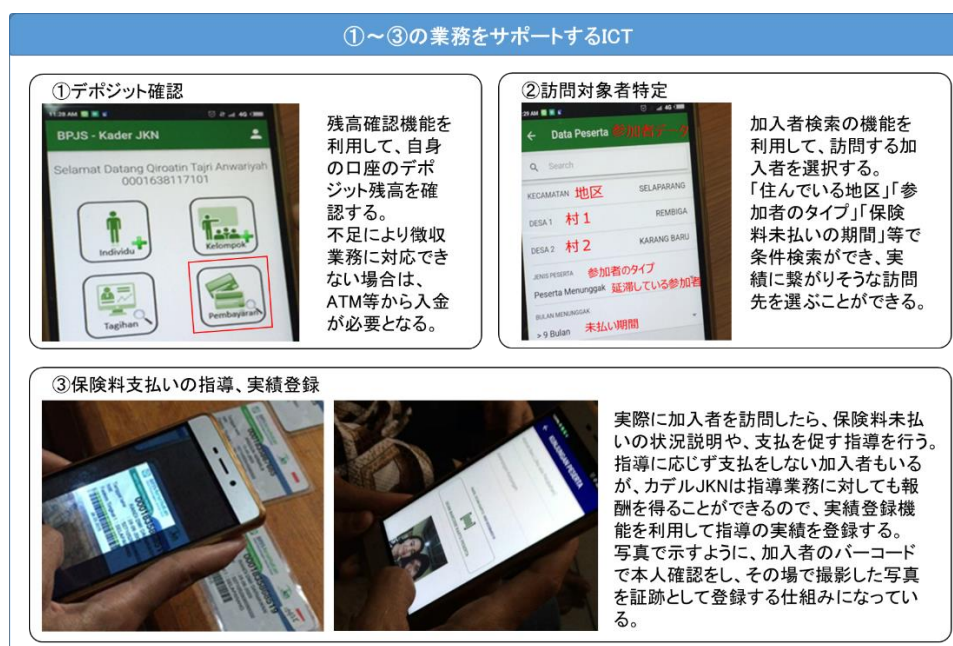 ①～③の業務をサポートするICT
①デポジット確認
11:28 AM
4G
BPJS - Kader JKN
Selamat Datang Qiroatin Tajri Anwariyah
0001638117101
Individu
Kelompok
Tagihan
Pembayaran
残高確認機能を
利用して、自身
の口座のデポ
ジット残高を確
認する。
不足により徴収
業務に対応でき
ない場合は、
ATM等から入金
が必要となる。
②訪問対象者特定
:29 AM
4G
Data Peserta 参加者データ
Search
KECAMATAN 地区 SELAPARANG
DESA 1 村１ REMBIGA
DESA 2 村２ KARANG BARU
JENIS PESERTA 参加者のタイプ
Peserta Menunggak 延滞している参加者
BULAN MENUNGGAK
> 9 Bulan 未払い期間
加入者検索の機能を
利用して、訪問する加
入者を選択する。
「住んでいる地区」「参
加者のタイプ」「保険
料未払いの期間」等で
条件検索ができ、実
績に繋がりそうな訪問
先を選ぶことができる。
③保険料支払いの指導、実績登録
KUNJUNGAN PESERTA
実際に加入者を訪問したら、保険料未払
いの状況説明や、支払を促す指導を行う。
指導に応じず支払をしない加入者もいる
が、カデルJKNは指導業務に対しても報
酬を得ることができるので、実績登録機
能を利用して指導の実績を登録する。
写真で示すように、加入者のバーコード
で本人確認をし、その場で撮影した写真
を証跡として登録する仕組みになってい
る。